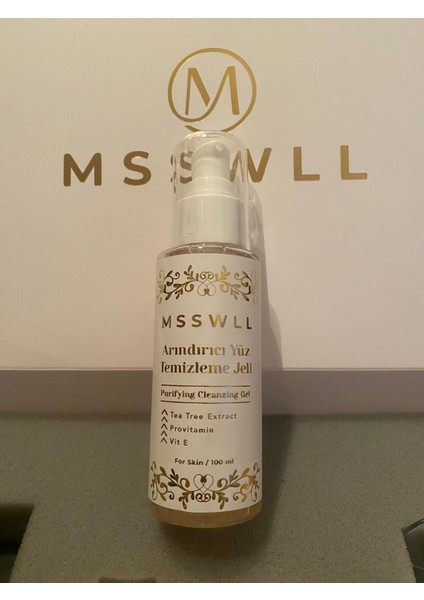 M
MSSWLL
MSSWLL
Arındırıcı Yüz
Temizleme Jeli
Purifying Cleansing Gel
Tea Tree Extract
Provitamin
Vit E
For Skin / 100 ml